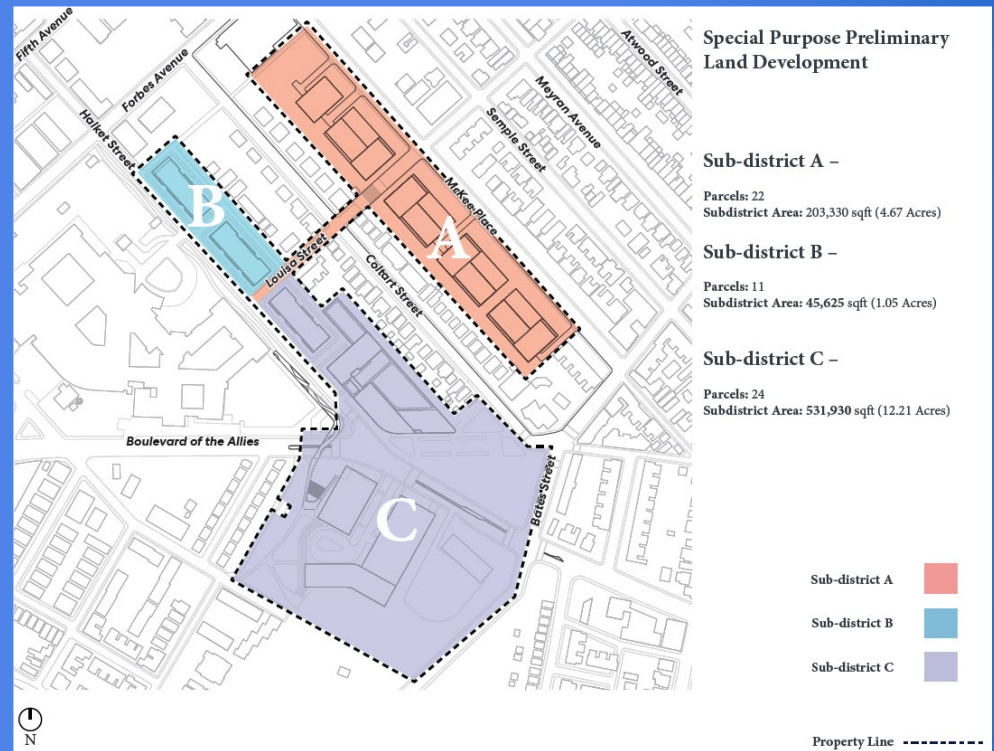 Fifth Avenue
Forbes Avenue
Halket Street
Atwood Street
Meyran Avenue
Semple Street
McKee Place
B
A
Louisa Street
Coltart Street
Boulevard of the Allies
C
Bates Street
N
Special Purpose Preliminary
Land Development
Sub-district A –
Parcels: 22
Subdistrict Area: 203,330 sqft (4.67 Acres)
Sub-district B –
Parcels: 11
Subdistrict Area: 45,625 sqft (1.05 Acres)
Sub-district C –
Parcels: 24
Subdistrict Area: 531,930 sqft (12.21 Acres)
Sub-district A
Sub-district B
Sub-district C
Property Line